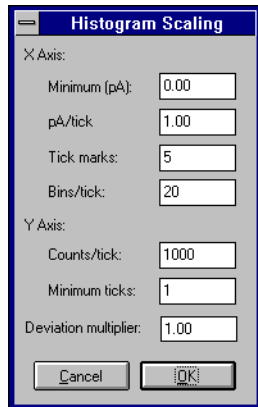 Histogram Scaling
X Axis:
Minimum (pA): 0.00
pA/tick 1.00
Tick marks: 5
Bins/tick: 20
Y Axis:
Counts/tick: 1000
Minimum ticks: 1
Deviation multiplier: 1.00
Cancel OK